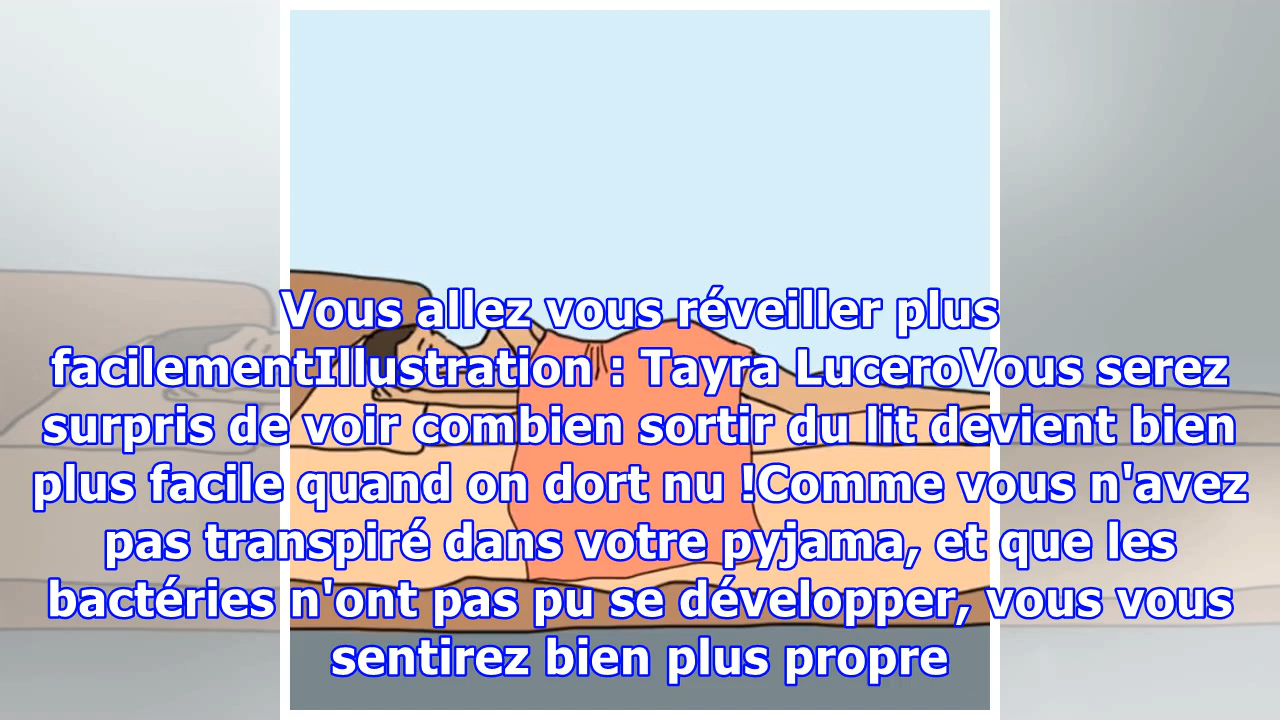 Vous allez vous réveiller plus
facilementIllustration : Tayra LuceroVous serez
surpris de voir combien sortir du lit devient bien
plus facile quand on dort nu !Comme vous n'avez
pas transpiré dans votre pyjama, et que les
bactéries n'ont pas pu se développer, vous vous
sentirez bien plus propre